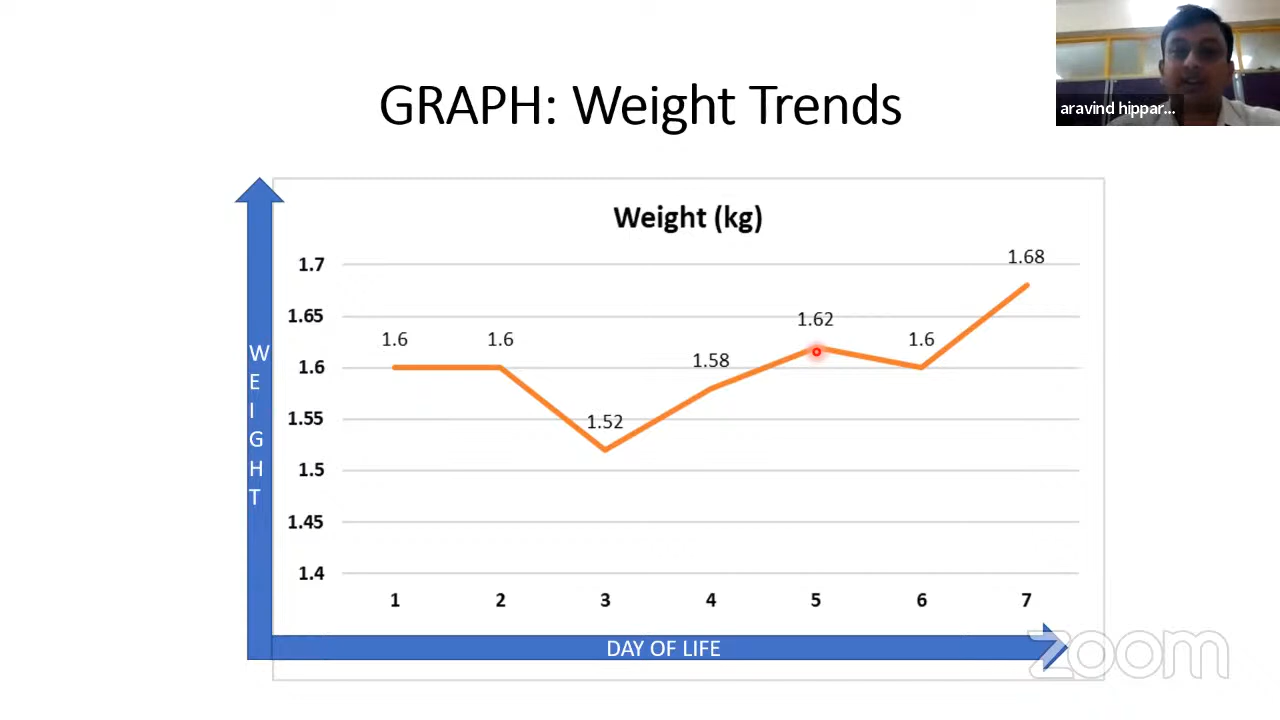 aravind hippar...
GRAPH: Weight Trends
Weight (kg)
1.7
1.65
1.6
1.55
1.5
1.45
1.4
1.6
1.6
1.52
1.58
1.62
1.6
1.68
1 2 3 4 5 6 7
WEIGHT
DAY OF LIFE
zoom